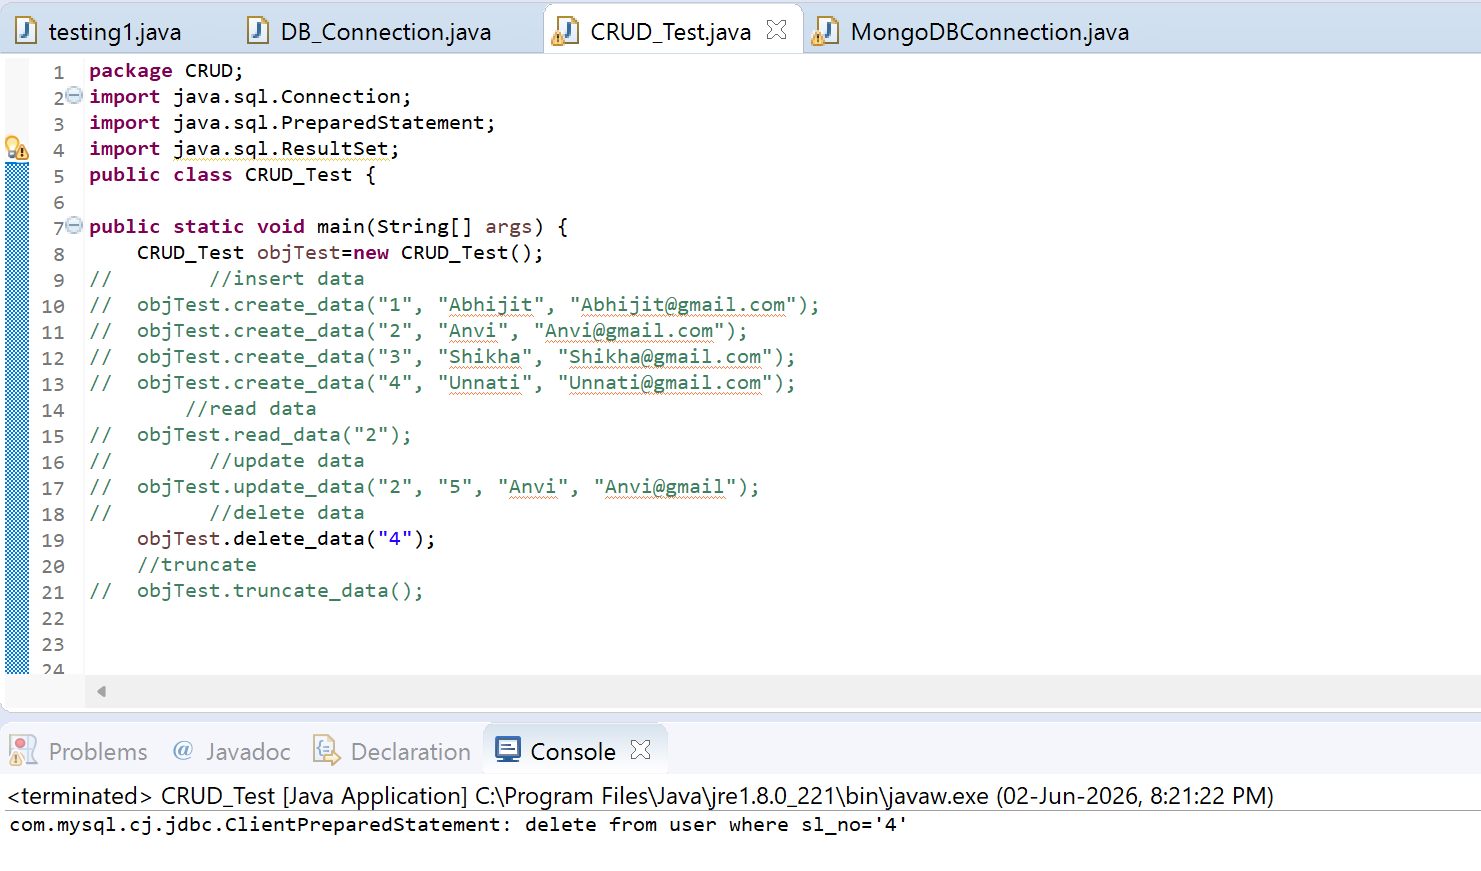 testing1.java DB_Connection.java CRUD_Test.java MongoDBConnection.java
1 package CRUD;
2 import java.sql.Connection;
3 import java.sql.PreparedStatement;
4 import java.sql.ResultSet;
5 public class CRUD_Test {
6
7 public static void main(String[] args) {
8 CRUD_Test objTest=new CRUD_Test();
9 // //insert data
10 // objTest.create_data("1", "Abhijit", "Abhijit@gmail.com");
11 // objTest.create_data("2", "Anvi", "Anvi@gmail.com");
12 // objTest.create_data("3", "Shikha", "Shikha@gmail.com");
13 // objTest.create_data("4", "Unnati", "Unnati@gmail.com");
14 //read data
15 // objTest.read_data("2");
16 // //update data
17 // objTest.update_data("2", "5", "Anvi", "Anvi@gmail");
18 // //delete data
19 objTest.delete_data("4");
20 //truncate
21 // objTest.truncate_data();
22
23
24
Problems @ Javadoc Declaration Console
<terminated> CRUD_Test [Java Application] C:\Program Files\Java\jre1.8.0_221\bin\javaw.exe (02-Jun-2026, 8:21:22 PM)
com.mysql.cj.jdbc.ClientPreparedStatement: delete from user where sl_no='4'